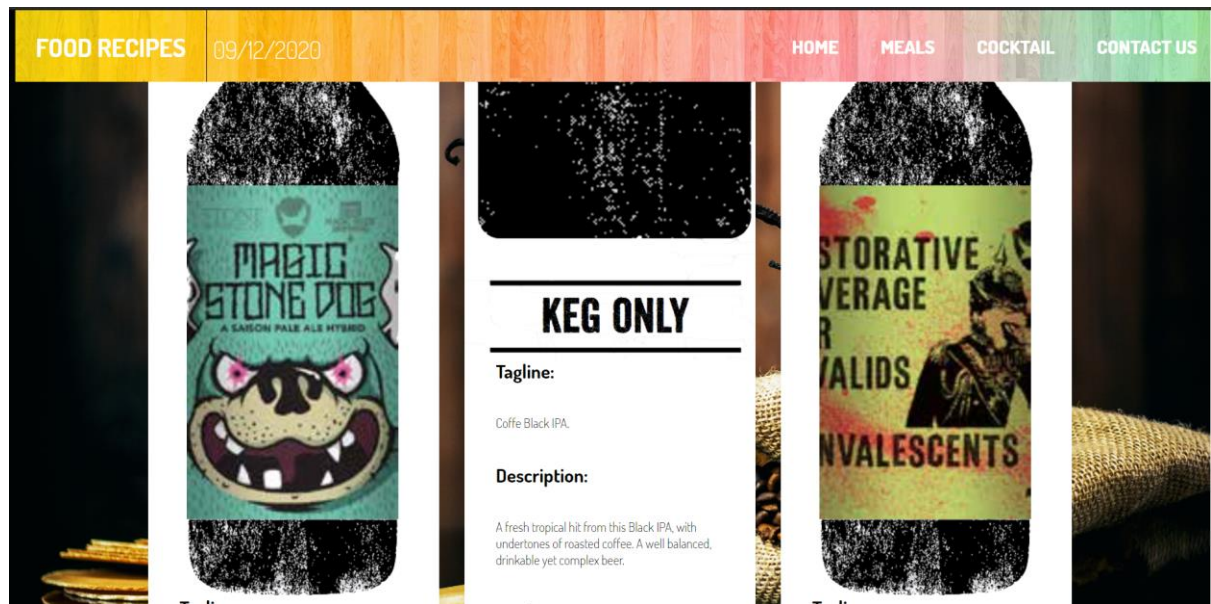 FOOD RECIPES
09/12/2020
HOME
MEALS
COCKTAIL
CONTACT US
STONE
MAGIC
STONE DOG
A SAISON PALE ALE HYBRID
KEG ONLY
Tagline:
Coffe Black IPA.
Description:
A fresh tropical hit from this Black IPA, with
undertones of roasted coffee. A well balanced,
drinkable yet complex beer.
STORATIVE
VERAGE
R
VALIDS
NVALESCENTS